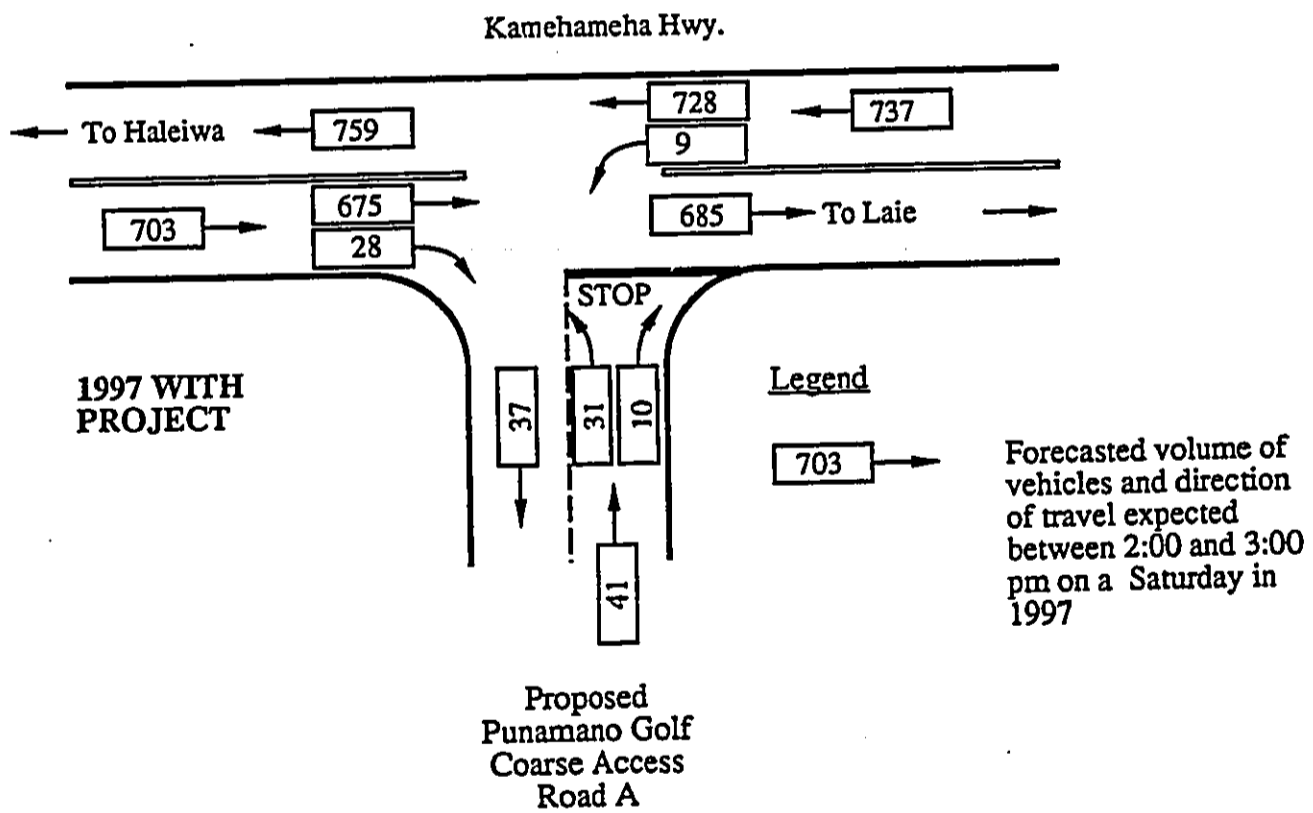 Kamehameha Hwy.
728
737
To Haleiwa
759
9
675
703
685
To Laie
28
STOP
1997 WITH
PROJECT
37
31
10
Legend
703
Forecasted volume of
vehicles and direction
of travel expected
between 2:00 and 3:00
pm on a Saturday in
1997
41
Proposed
Punamano Golf
Coarse Access
Road A